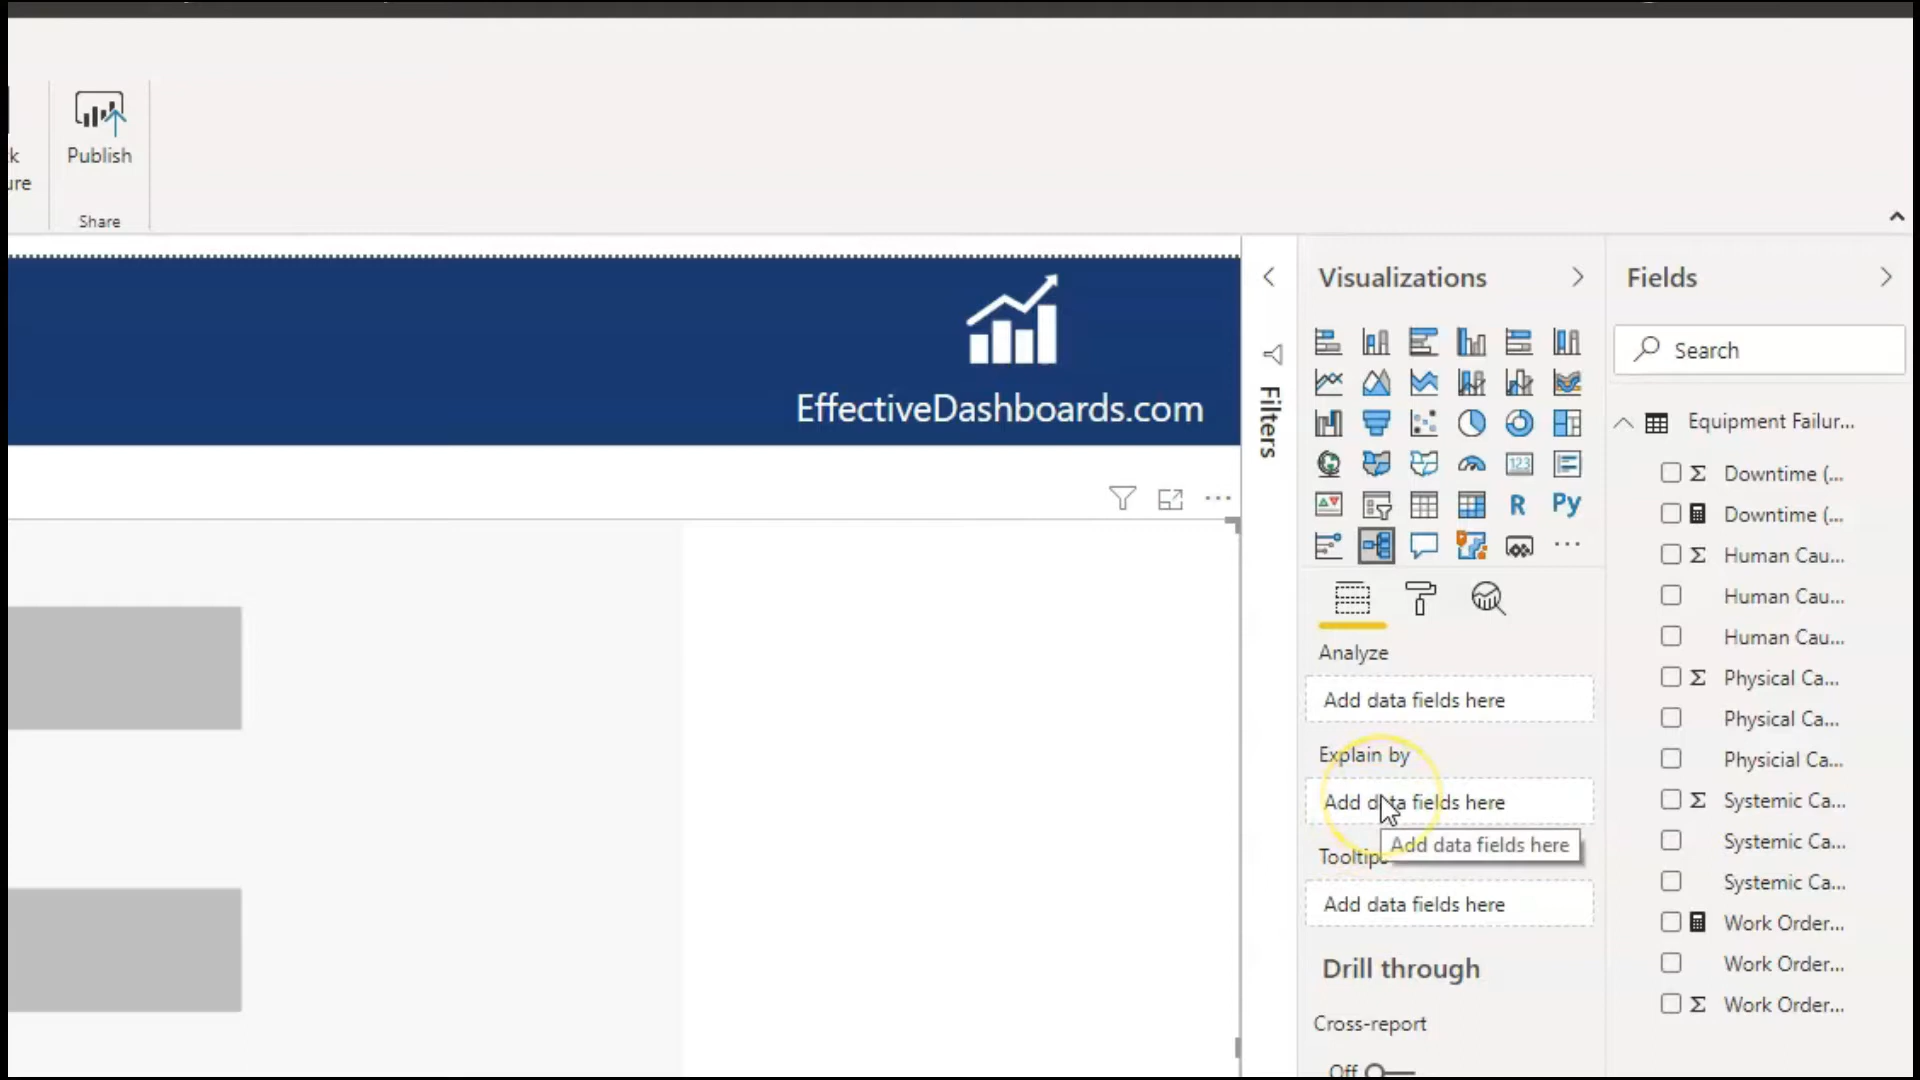 k
ure
Publish
Share
EffectiveDashboards.com
Filters
Visualizations
123
R
Py
Analyze
Add data fields here
Explain by
Add data fields here
Add data fields here
Tooltips
Add data fields here
Drill through
Cross-report
Off
Fields
Search
Equipment Failur...
Σ Downtime (...
Downtime (...
Σ Human Cau...
Human Cau...
Human Cau...
Σ Physical Ca...
Physical Ca...
Physicial Ca...
Σ Systemic Ca...
Systemic Ca...
Systemic Ca...
Work Order...
Work Order...
Σ Work Order...